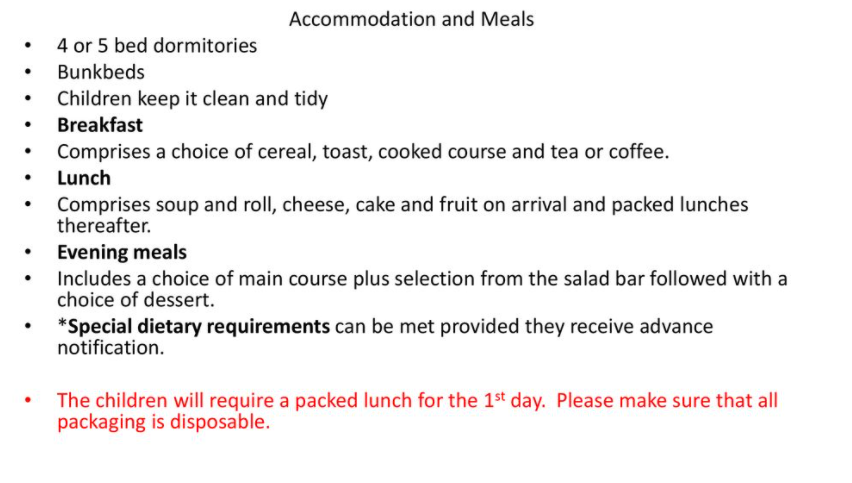 Accommodation and Meals
• 4 or 5 bed dormitories
• Bunkbeds
• Children keep it clean and tidy
• Breakfast
• Comprises a choice of cereal, toast, cooked course and tea or coffee.
• Lunch
• Comprises soup and roll, cheese, cake and fruit on arrival and packed lunches
thereafter.
• Evening meals
• Includes a choice of main course plus selection from the salad bar followed with a
choice of dessert.
• *Special dietary requirements can be met provided they receive advance
notification.
• The children will require a packed lunch for the 1st day.  Please make sure that all
packaging is disposable.